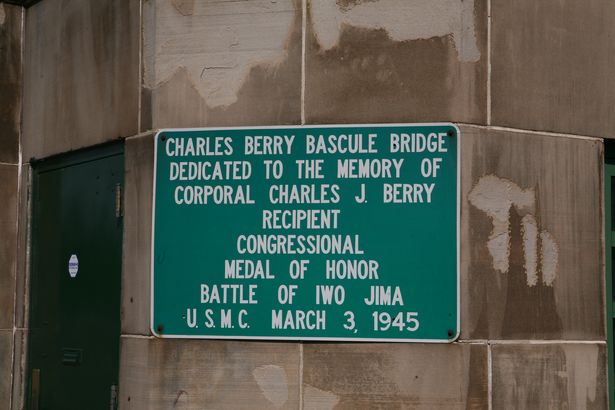 CHARLES BERRY BASCULE BRIDGE
DEDICATED TO THE MEMORY OF
CORPORAL CHARLES J. BERRY
RECIPIENT
CONGRESSIONAL
MEDAL OF HONOR
BATTLE OF IWO JIMA
U.S.M.C. MARCH 3, 1945